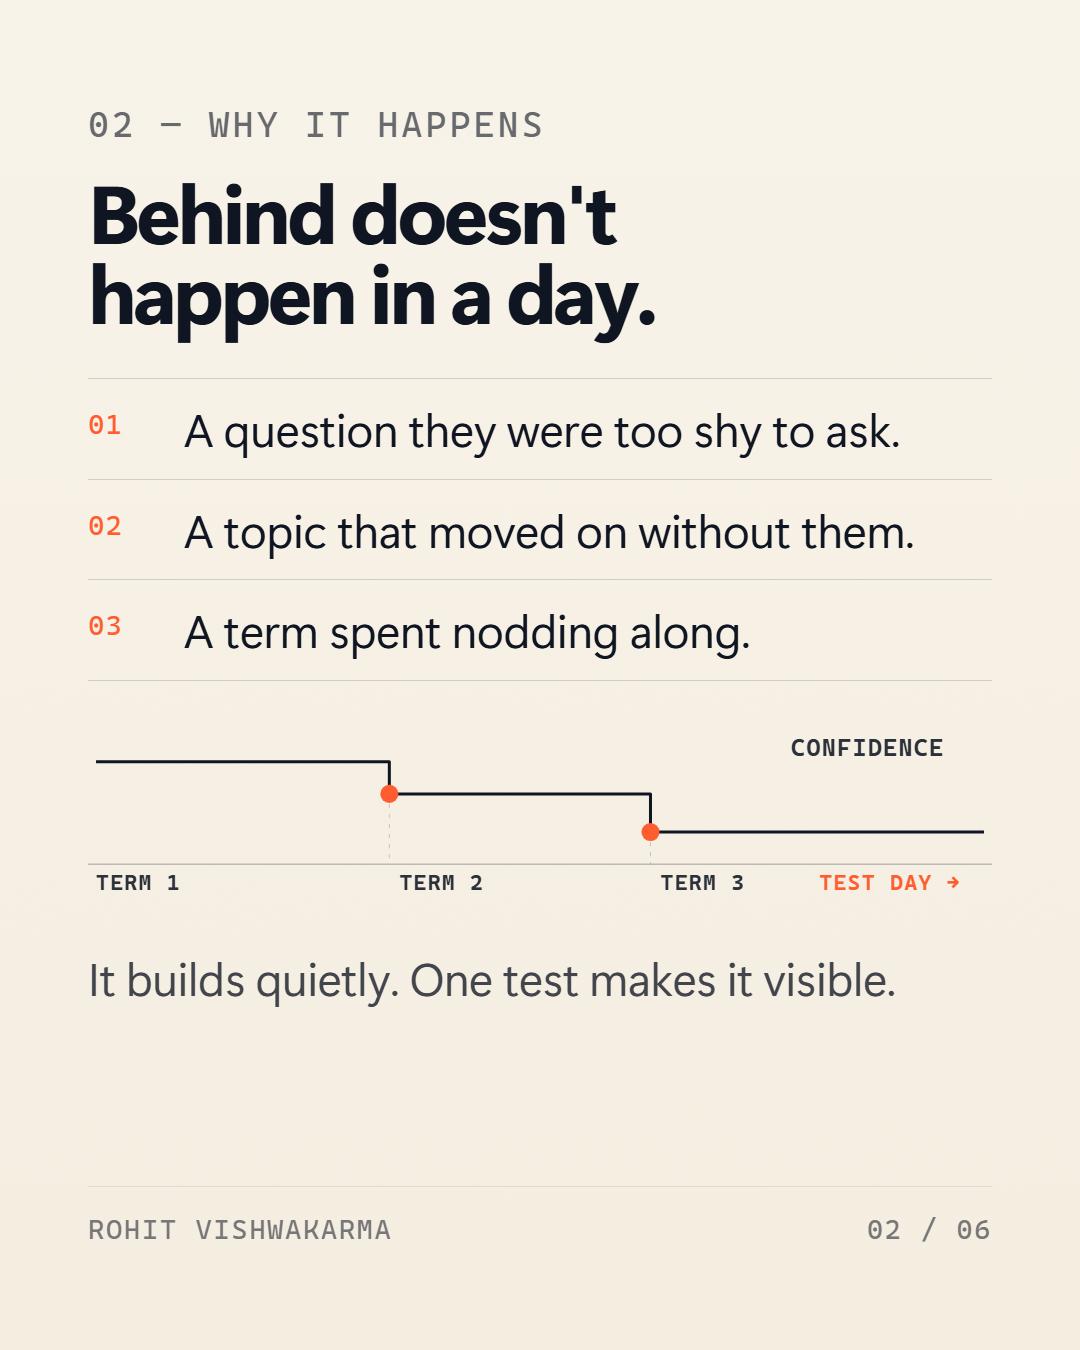 02 — WHY IT HAPPENS
Behind doesn't
happen in a day.
01 A question they were too shy to ask.
02 A topic that moved on without them.
03 A term spent nodding along.
CONFIDENCE
TERM 1 TERM 2 TERM 3 TEST DAY →
It builds quietly. One test makes it visible.
ROHIT VISHWAKARMA 02 / 06